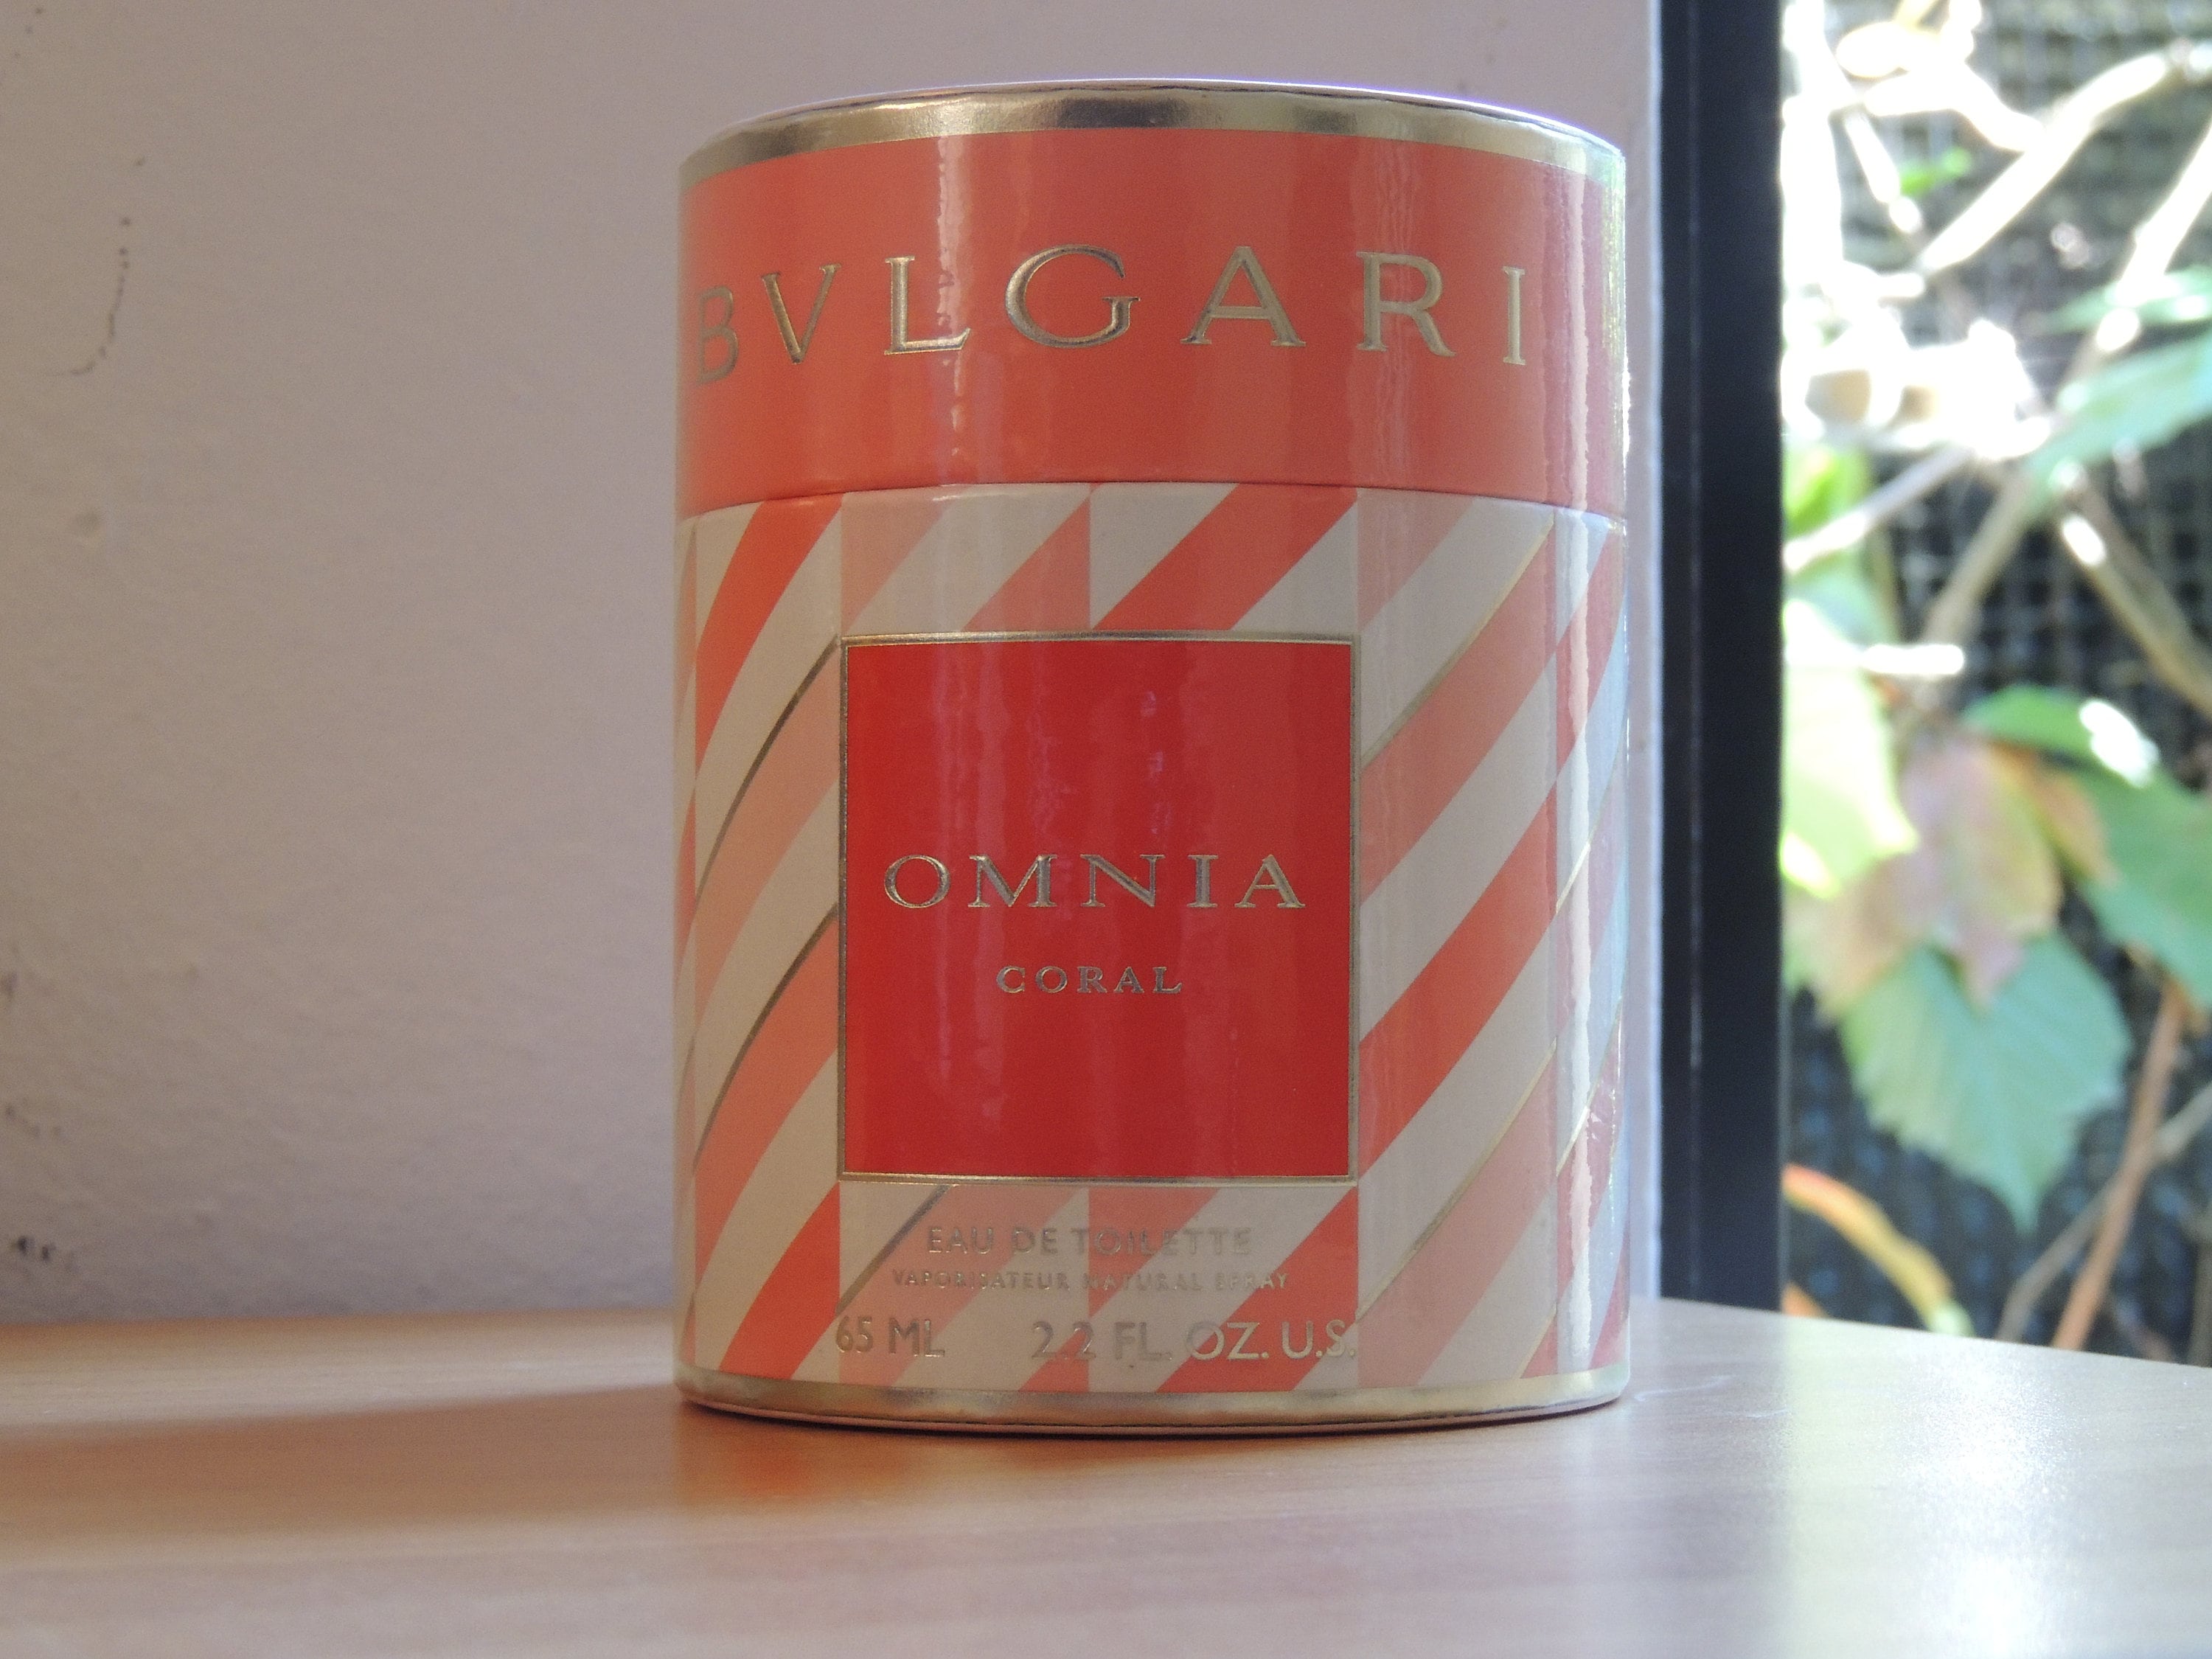 BVLGARI
OMNIA
CORAL
EAU DE TOILETTE
VAPORISATEUR NATURAL SPRAY
65 ML 2.2 FL. OZ. U.S.